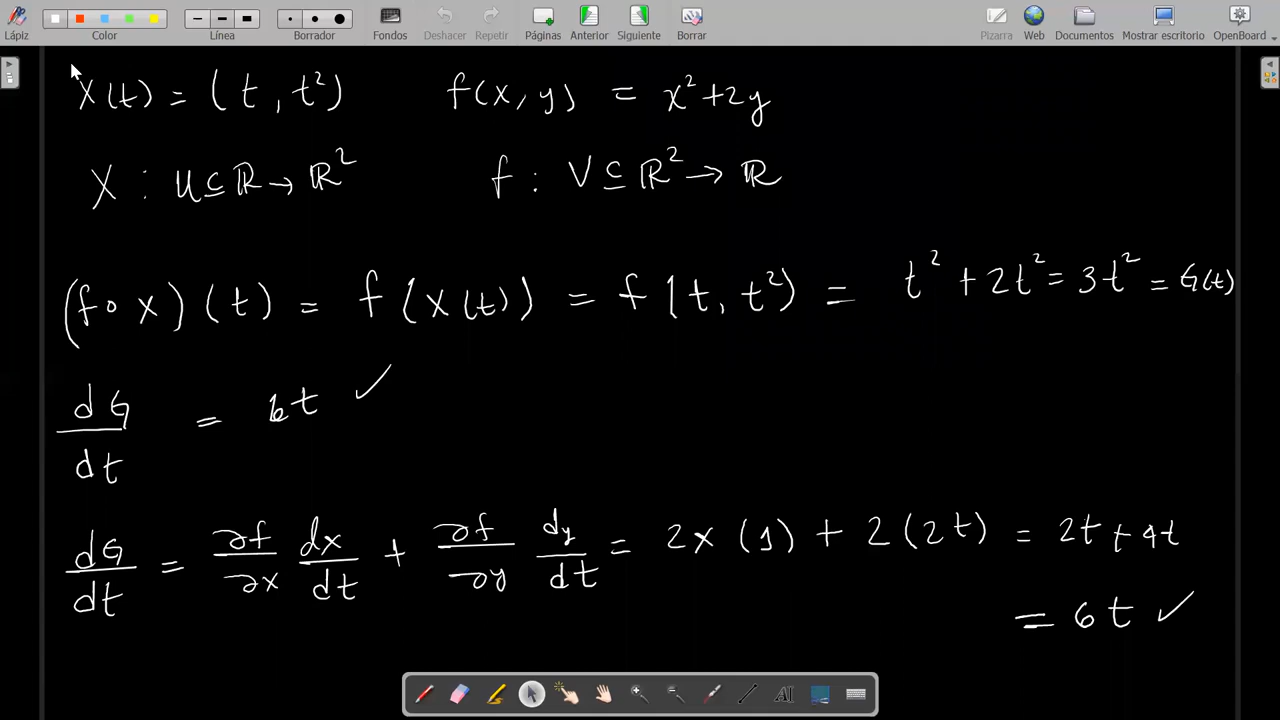 Lápiz Color Línea Borrador Fondos Deshacer Repetir Páginas Anterior Siguiente Borrar Pizarra Web Documentos Mostrar escritorio OpenBoard
X(t) = (t, t²) f(x, y) = x²+2y
X : U⊆ℝ→ℝ² f : V⊆ℝ²→ℝ
(f∘X)(t) = f(X(t)) = f(t, t²) = t² + 2t² = 3t² = G(t)
dG/dt = 6t ✓
dG/dt = ∂f/∂x dx/dt + ∂f/∂y dy/dt = 2x (1) + 2(2t) = 2t + 4t
= 6t ✓
AI